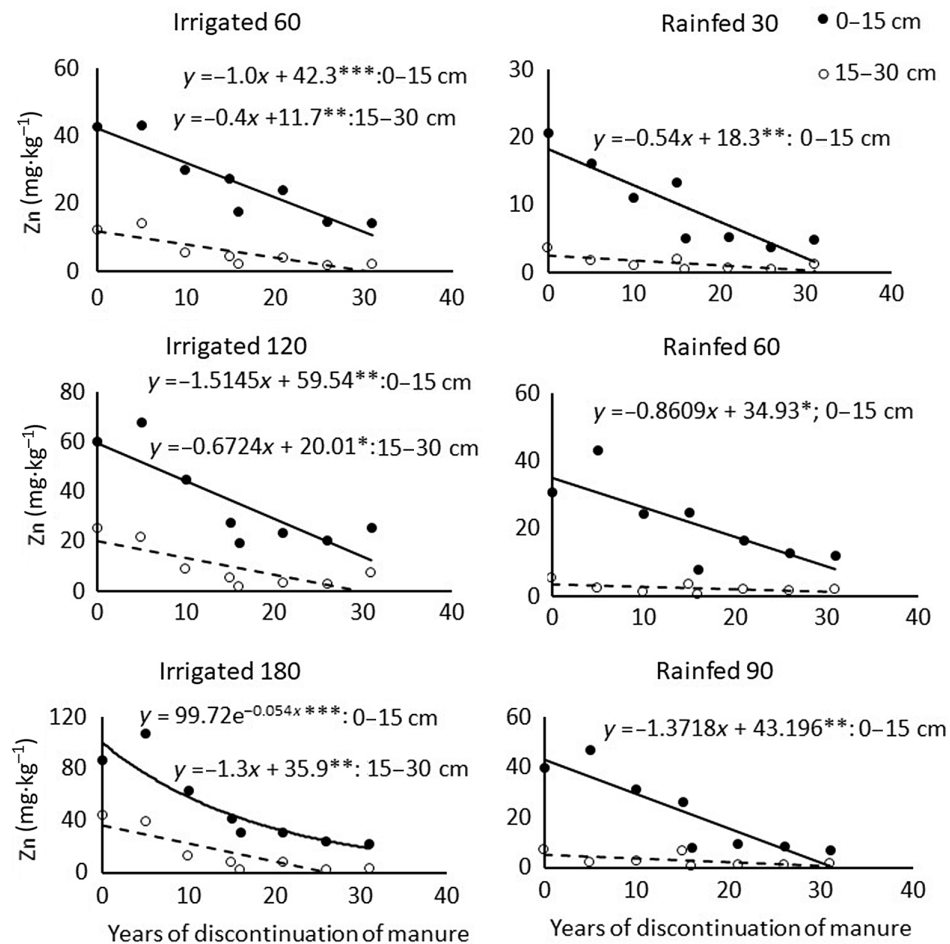 Irrigated 60
y =–1.0x + 42.3***:0–15 cm
y =–0.4x +11.7**:15–30 cm
Zn (mg·kg⁻¹)
60
40
20
0
0 10 20 30 40
Rainfed 30
● 0–15 cm
○ 15–30 cm
y =–0.54x + 18.3**: 0–15 cm
30
20
10
0
0 10 20 30 40
Irrigated 120
y =–1.5145x + 59.54**:0–15 cm
y =–0.6724x + 20.01*:15–30 cm
Zn (mg·kg⁻¹)
80
60
40
20
0
0 10 20 30 40
Rainfed 60
y =–0.8609x + 34.93*; 0–15 cm
60
40
20
0
0 10 20 30 40
Irrigated 180
y = 99.72e⁻⁰·⁰⁵⁴ˣ ***: 0–15 cm
y =–1.3x + 35.9**: 15–30 cm
Zn (mg·kg⁻¹)
120
80
40
0
0 10 20 30 40
Years of discontinuation of manure
Rainfed 90
y =–1.3718x + 43.196**: 0–15 cm
60
40
20
0
0 10 20 30 40
Years of discontinuation of manure